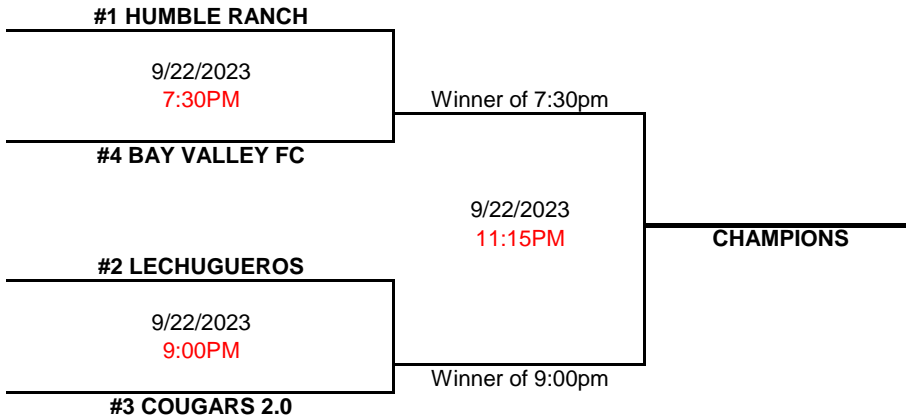 #1 HUMBLE RANCH
9/22/2023
7:30PM
Winner of 7:30pm
#4 BAY VALLEY FC
9/22/2023
11:15PM
CHAMPIONS
#2 LECHUGUEROS
9/22/2023
9:00PM
Winner of 9:00pm
#3 COUGARS 2.0